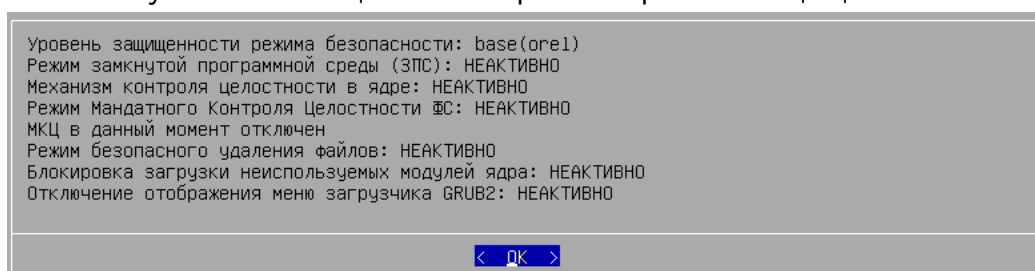 Уровень защищенности режима безопасности: base(orel)
Режим замкнутой программной среды (ЗПС): НЕАКТИВНО
Механизм контроля целостности в ядре: НЕАКТИВНО
Режим Мандатного Контроля Целостности ФС: НЕАКТИВНО
МКЦ в данный момент отключен
Режим безопасного удаления файлов: НЕАКТИВНО
Блокировка загрузки неиспользуемых модулей ядра: НЕАКТИВНО
Отключение отображения меню загрузчика GRUB2: НЕАКТИВНО
< OK >